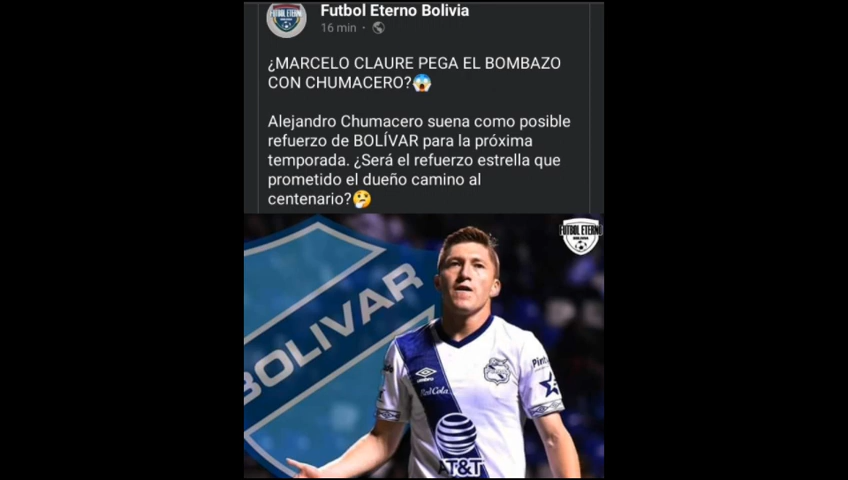 Futbol Eterno Bolivia
16 min ·
¿MARCELO CLAURE PEGA EL BOMBAZO
CON CHUMACERO?😱
Alejandro Chumacero suena como posible
refuerzo de BOLÍVAR para la próxima
temporada. ¿Será el refuerzo estrella que
prometido el dueño camino al
centenario?🤔
FUTBOL ETERNO
BOLIVAR
umbro
Red Cola
AT&T